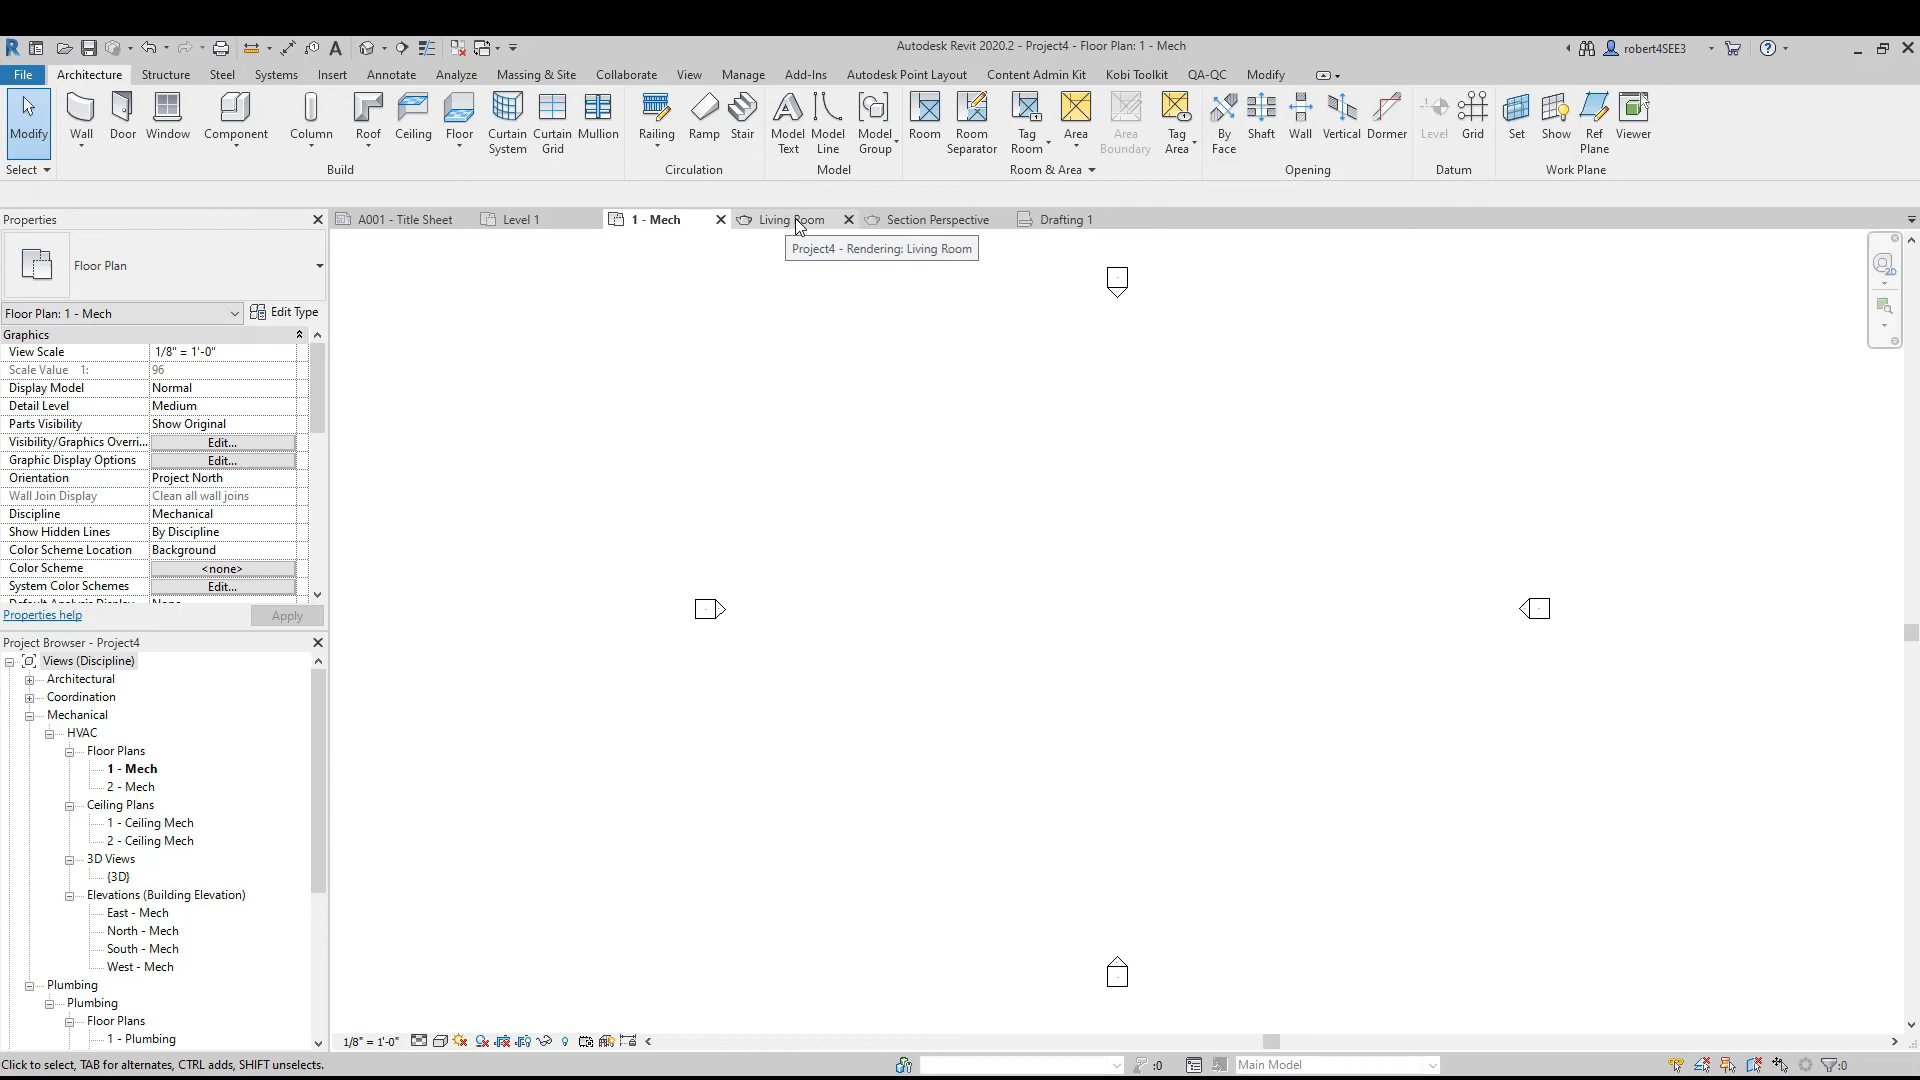 Autodesk Revit 2020.2 - Project4 - Floor Plan: 1 - Mech
robert4SEE3
File Architecture Structure Steel Systems Insert Annotate Analyze Massing & Site Collaborate View Manage Add-Ins Autodesk Point Layout Content Admin Kit Kobi Toolkit QA-QC Modify
Modify Wall Door Window Component Column Roof Ceiling Floor Curtain System Curtain Grid Mullion Railing Ramp Stair Model Text Model Line Model Group Room Room Separator Tag Room Area Area Boundary Tag Area By Face Shaft Wall Vertical Dormer Level Grid Set Show Ref Plane Viewer
Select Build Circulation Model Room & Area Opening Datum Work Plane
Properties
A001 - Title Sheet Level 1 1 - Mech Living Room Section Perspective Drafting 1
Project4 - Rendering: Living Room
2D
Floor Plan
Floor Plan: 1 - Mech Edit Type
Graphics
View Scale 1/8" = 1'-0"
Scale Value 1: 96
Display Model Normal
Detail Level Medium
Parts Visibility Show Original
Visibility/Graphics Overri... Edit...
Graphic Display Options Edit...
Orientation Project North
Wall Join Display Clean all wall joins
Discipline Mechanical
Show Hidden Lines By Discipline
Color Scheme Location Background
Color Scheme <none>
System Color Schemes Edit...
Default Analysis Display None
Properties help Apply
Project Browser - Project4
Views (Discipline)
Architectural
Coordination
Mechanical
HVAC
Floor Plans
1 - Mech
2 - Mech
Ceiling Plans
1 - Ceiling Mech
2 - Ceiling Mech
3D Views
{3D}
Elevations (Building Elevation)
East - Mech
North - Mech
South - Mech
West - Mech
Plumbing
Plumbing
Floor Plans
1 - Plumbing
1/8" = 1'-0"
Click to select, TAB for alternates, CTRL adds, SHIFT unselects.
:0
Main Model
:0